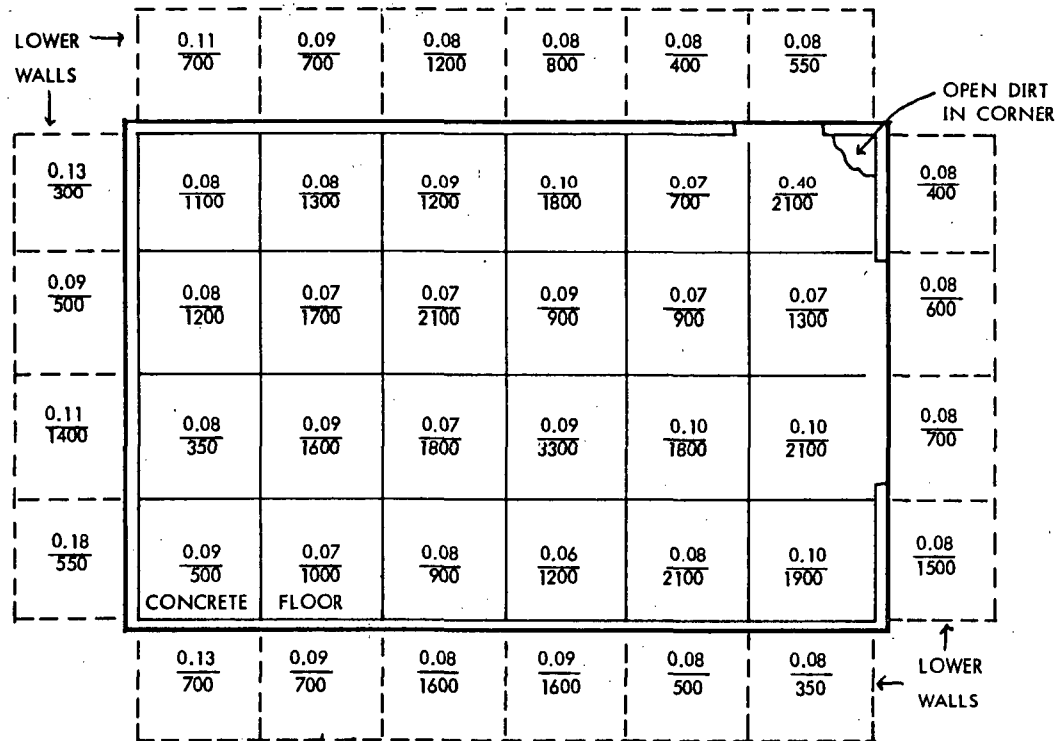 LOWER
WALLS
0.11 0.09 0.08 0.08 0.08 0.08
700 700 1200 800 400 550
OPEN DIRT
IN CORNER
0.13 0.08 0.08 0.09 0.10 0.07 0.40 0.08
300 1100 1300 1200 1800 700 2100 400
0.09 0.08 0.07 0.07 0.09 0.07 0.07 0.08
500 1200 1700 2100 900 900 1300 600
0.11 0.08 0.09 0.07 0.09 0.10 0.10 0.08
1400 350 1600 1800 3300 1800 2100 700
0.18 0.09 0.07 0.08 0.06 0.08 0.10 0.08
550 500 1000 900 1200 2100 1900 1500
CONCRETE FLOOR
0.13 0.09 0.08 0.09 0.08 0.08
700 700 1600 1600 500 350
LOWER
WALLS